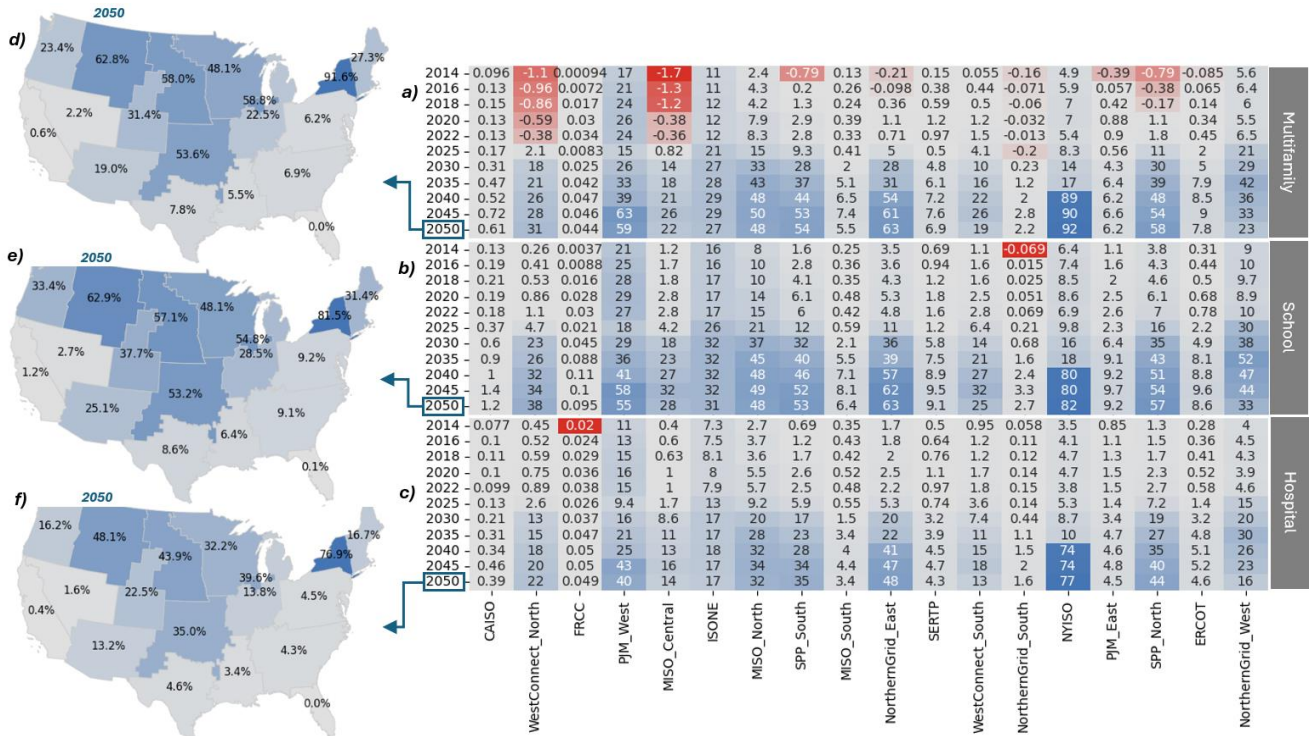 2050
d)
23.4%
62.8%
58.0%
48.1%
27.3%
91.6%
58.8%
22.5%
31.4%
2.2%
0.6%
6.2%
53.6%
19.0%
6.9%
5.5%
7.8%
0.0%
e)
2050
33.4%
62.9%
57.1%
48.1%
31.4%
81.5%
54.8%
28.5%
37.7%
2.7%
1.2%
9.2%
53.2%
25.1%
9.1%
6.4%
8.6%
0.1%
f)
2050
16.2%
48.1%
43.9%
32.2%
16.7%
76.9%
39.6%
13.8%
22.5%
1.6%
0.4%
4.5%
35.0%
13.2%
4.3%
3.4%
4.6%
0.0%
a)
2014 0.096 -1.1 0.00094 17 -1.7 11 2.4 -0.79 0.13 -0.21 0.15 0.055 -0.16 4.9 -0.39 -0.79 -0.085 5.6
2016 0.13 -0.96 0.0072 21 -1.3 11 4.3 0.2 0.26 -0.098 0.38 0.44 -0.071 5.9 0.057 -0.38 0.065 6.4
2018 0.15 -0.86 0.017 24 -1.2 12 4.2 1.3 0.24 0.36 0.59 0.5 -0.06 7 0.42 -0.17 0.14 6
2020 0.13 -0.59 0.03 26 -0.38 12 7.9 2.9 0.39 1.1 1.2 1.2 -0.032 7 0.88 1.1 0.34 5.5
2022 0.13 -0.38 0.034 24 -0.36 12 8.3 2.8 0.33 0.71 0.97 1.5 -0.013 5.4 0.9 1.8 0.45 6.5
2025 0.17 2.1 0.0083 15 0.82 21 15 9.3 0.41 5 0.5 4.1 -0.2 8.3 0.56 11 2 21
2030 0.31 18 0.025 26 14 27 33 28 2 28 4.8 10 0.23 14 4.3 30 5 29
2035 0.47 21 0.042 33 18 28 43 37 5.1 31 6.1 16 1.2 17 6.4 39 7.9 42
2040 0.52 26 0.047 39 21 29 48 44 6.5 54 7.2 22 2 89 6.2 48 8.5 36
2045 0.72 28 0.046 63 26 29 50 53 7.4 61 7.6 26 2.8 90 6.6 54 9 33
2050 0.61 31 0.044 59 22 27 48 54 5.5 63 6.9 19 2.2 92 6.2 58 7.8 23
Multifamily
b)
2014 0.13 0.26 0.0037 21 1.2 16 8 1.6 0.25 3.5 0.69 1.1 -0.069 6.4 1.1 3.8 0.31 9
2016 0.19 0.41 0.0088 25 1.7 16 10 2.8 0.36 3.6 0.94 1.6 0.015 7.4 1.6 4.3 0.44 10
2018 0.21 0.53 0.016 28 1.8 17 10 4.1 0.35 4.3 1.2 1.6 0.025 8.5 2 4.6 0.5 9.7
2020 0.19 0.86 0.028 29 2.8 17 14 6.1 0.48 5.3 1.8 2.5 0.051 8.6 2.5 6.1 0.68 8.9
2022 0.18 1.1 0.03 27 2.8 17 15 6 0.42 4.8 1.6 2.8 0.069 6.9 2.6 7 0.78 10
2025 0.37 4.7 0.021 18 4.2 26 21 12 0.59 11 1.2 6.4 0.21 9.8 2.3 16 2.2 30
2030 0.6 23 0.045 29 18 32 37 32 2.1 36 5.8 14 0.68 16 6.4 35 4.9 38
2035 0.9 26 0.088 36 23 32 45 40 5.5 39 7.5 21 1.6 18 9.1 43 8.1 52
2040 1 32 0.11 41 27 32 48 46 7.1 57 8.9 27 2.4 80 9.2 51 8.8 47
2045 1.4 34 0.1 58 32 32 49 52 8.1 62 9.5 32 3.3 80 9.7 54 9.6 44
2050 1.2 38 0.095 55 28 31 48 53 6.4 63 9.1 25 2.7 82 9.2 57 8.6 33
School
c)
2014 0.077 0.45 0.02 11 0.4 7.3 2.7 0.69 0.35 1.7 0.5 0.95 0.058 3.5 0.85 1.3 0.28 4
2016 0.1 0.52 0.024 13 0.6 7.5 3.7 1.2 0.43 1.8 0.64 1.2 0.11 4.1 1.1 1.5 0.36 4.5
2018 0.11 0.59 0.029 15 0.63 8.1 3.6 1.7 0.42 2 0.76 1.2 0.12 4.7 1.3 1.7 0.41 4.3
2020 0.1 0.75 0.036 16 1 8 5.5 2.6 0.52 2.5 1.1 1.7 0.14 4.7 1.5 2.3 0.52 3.9
2022 0.099 0.89 0.038 15 1 7.9 5.7 2.5 0.48 2.2 0.97 1.8 0.15 3.8 1.5 2.7 0.58 4.6
2025 0.13 2.6 0.026 9.4 1.7 13 9.2 5.9 0.55 5.3 0.74 3.6 0.14 5.3 1.4 7.2 1.4 15
2030 0.21 13 0.037 16 8.6 17 20 17 1.5 20 3.2 7.4 0.44 8.7 3.4 19 3.2 20
2035 0.31 15 0.047 21 11 17 28 23 3.4 22 3.9 11 1.1 10 4.7 27 4.8 30
2040 0.34 18 0.05 25 13 18 32 28 4 41 4.5 15 1.5 74 4.6 35 5.1 26
2045 0.46 20 0.05 43 16 17 34 34 4.4 47 4.7 18 2 74 4.8 40 5.2 23
2050 0.39 22 0.049 40 14 17 32 35 3.4 48 4.3 13 1.6 77 4.5 44 4.6 16
Hospital
CAISO
WestConnect_North
FRCC
PJM_West
MISO_Central
ISONE
MISO_North
SPP_South
MISO_South
NorthernGrid_East
SERTP
WestConnect_South
NorthernGrid_South
NYISO
PJM_East
SPP_North
ERCOT
NorthernGrid_West